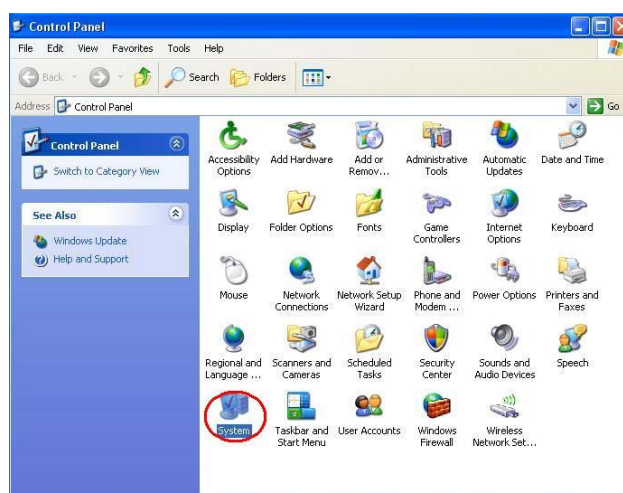 Control Panel
File Edit View Favorites Tools Help
Back Search Folders
Address Control Panel Go
Control Panel
Switch to Category View
See Also
Windows Update
Help and Support
Accessibility Options
Add Hardware
Add or Remov...
Administrative Tools
Automatic Updates
Date and Time
Display
Folder Options
Fonts
Game Controllers
Internet Options
Keyboard
Mouse
Network Connections
Network Setup Wizard
Phone and Modem ...
Power Options
Printers and Faxes
Regional and Language ...
Scanners and Cameras
Scheduled Tasks
Security Center
Sounds and Audio Devices
Speech
System
Taskbar and Start Menu
User Accounts
Windows Firewall
Wireless Network Set...